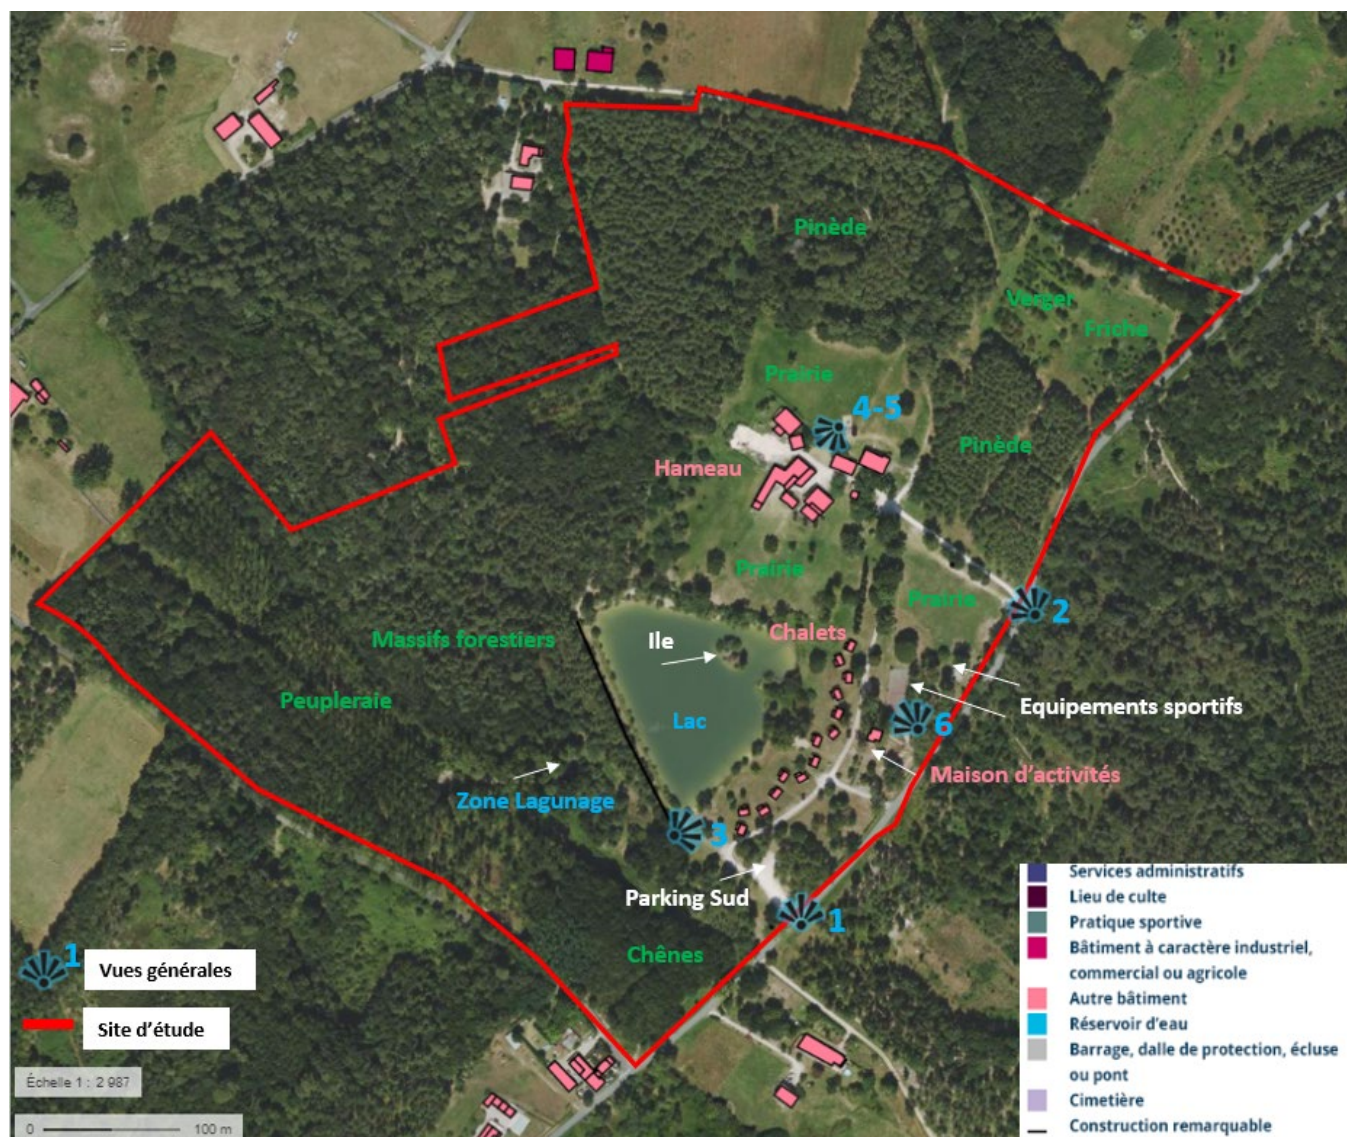 Pinède
Verger
Friche
Prairie
4-5
Pinède
Hameau
Prairie
Prairie
2
Massifs forestiers
Ile
Chalets
Peupleraie
Lac
Equipements sportifs
6
Maison d'activités
Zone Lagunage
3
Parking Sud
1
Chênes
1
Vues générales
Site d'étude
Échelle 1 : 2 987
0 100 m
Services administratifs
Lieu de culte
Pratique sportive
Bâtiment à caractère industriel,
commercial ou agricole
Autre bâtiment
Réservoir d'eau
Barrage, dalle de protection, écluse
ou pont
Cimetière
Construction remarquable